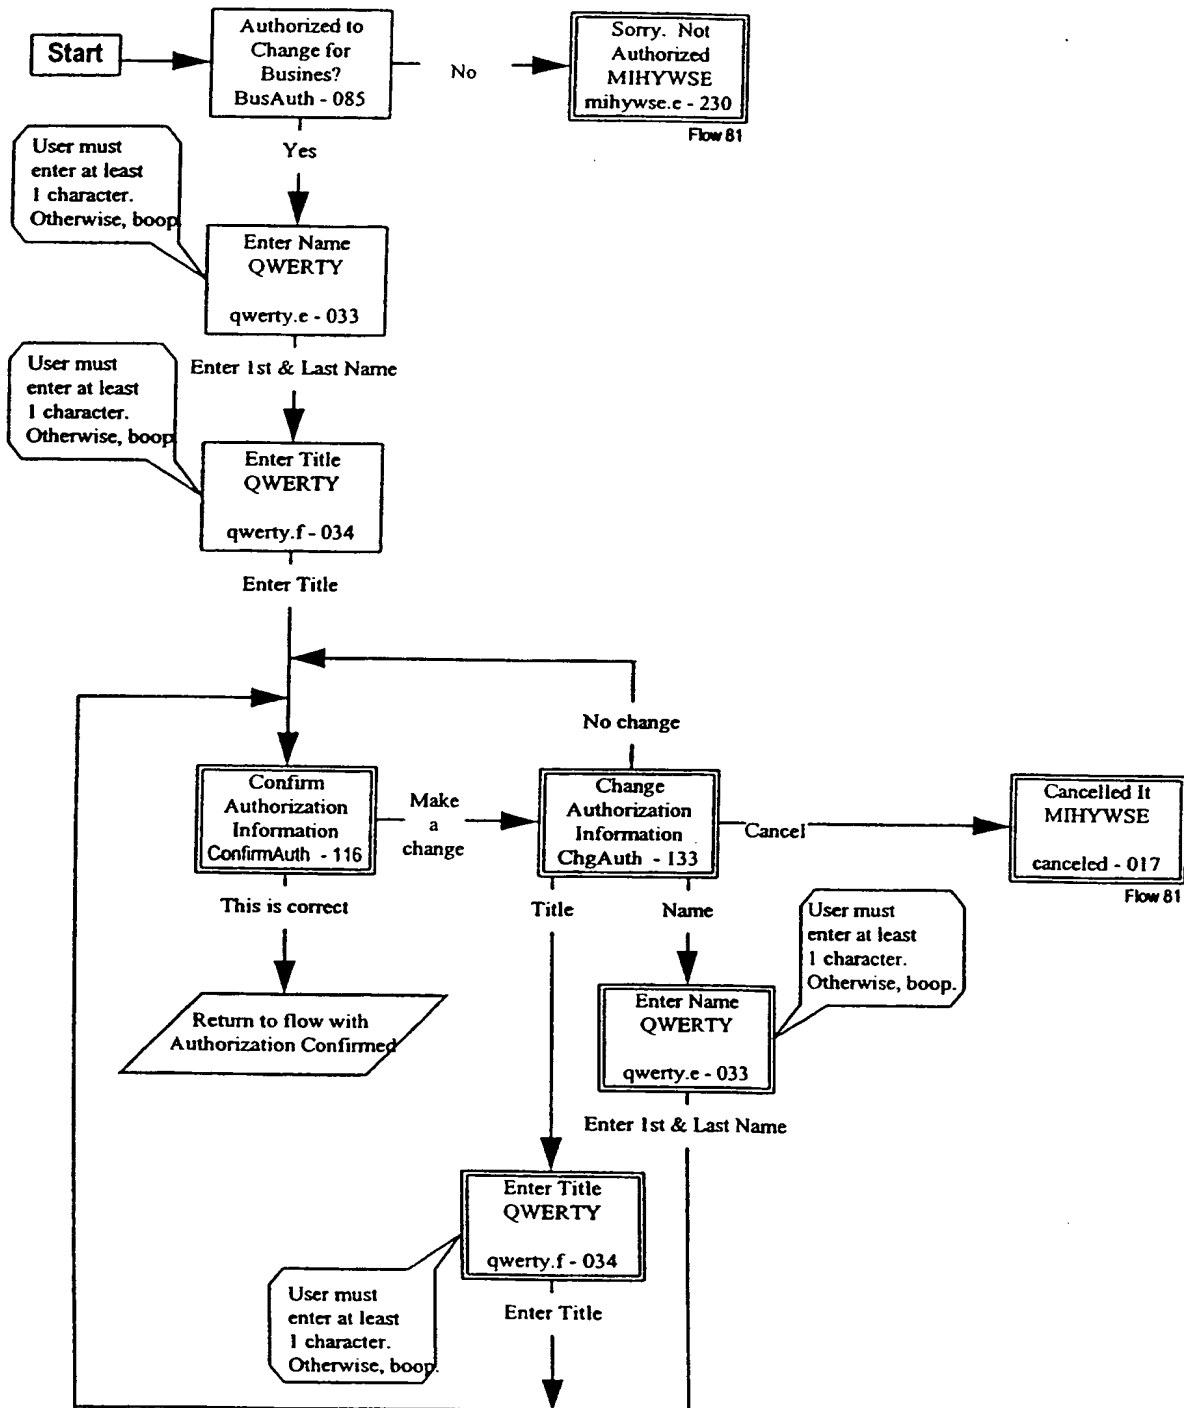 Start
Authorized to
Change for
Busines?
BusAuth - 085
No
Sorry. Not
Authorized
MIHYWSE
mihywse.e - 230
Flow 81
Yes
User must
enter at least
1 character.
Otherwise, boop.
Enter Name
QWERTY
qwerty.e - 033
Enter 1st & Last Name
User must
enter at least
1 character.
Otherwise, boop
Enter Title
QWERTY
qwerty.f - 034
Enter Title
No change
Confirm
Authorization
Information
ConfirmAuth - 116
Make
a
change
Change
Authorization
Information
ChgAuth - 133
Cancel
Cancelled It
MIHYWSE
canceled - 017
Flow 81
This is correct
Title
Name
User must
enter at least
1 character.
Otherwise, boop.
Return to flow with
Authorization Confirmed
Enter Name
QWERTY
qwerty.e - 033
Enter 1st & Last Name
Enter Title
QWERTY
qwerty.f - 034
User must
enter at least
1 character.
Otherwise, boop.
Enter Title